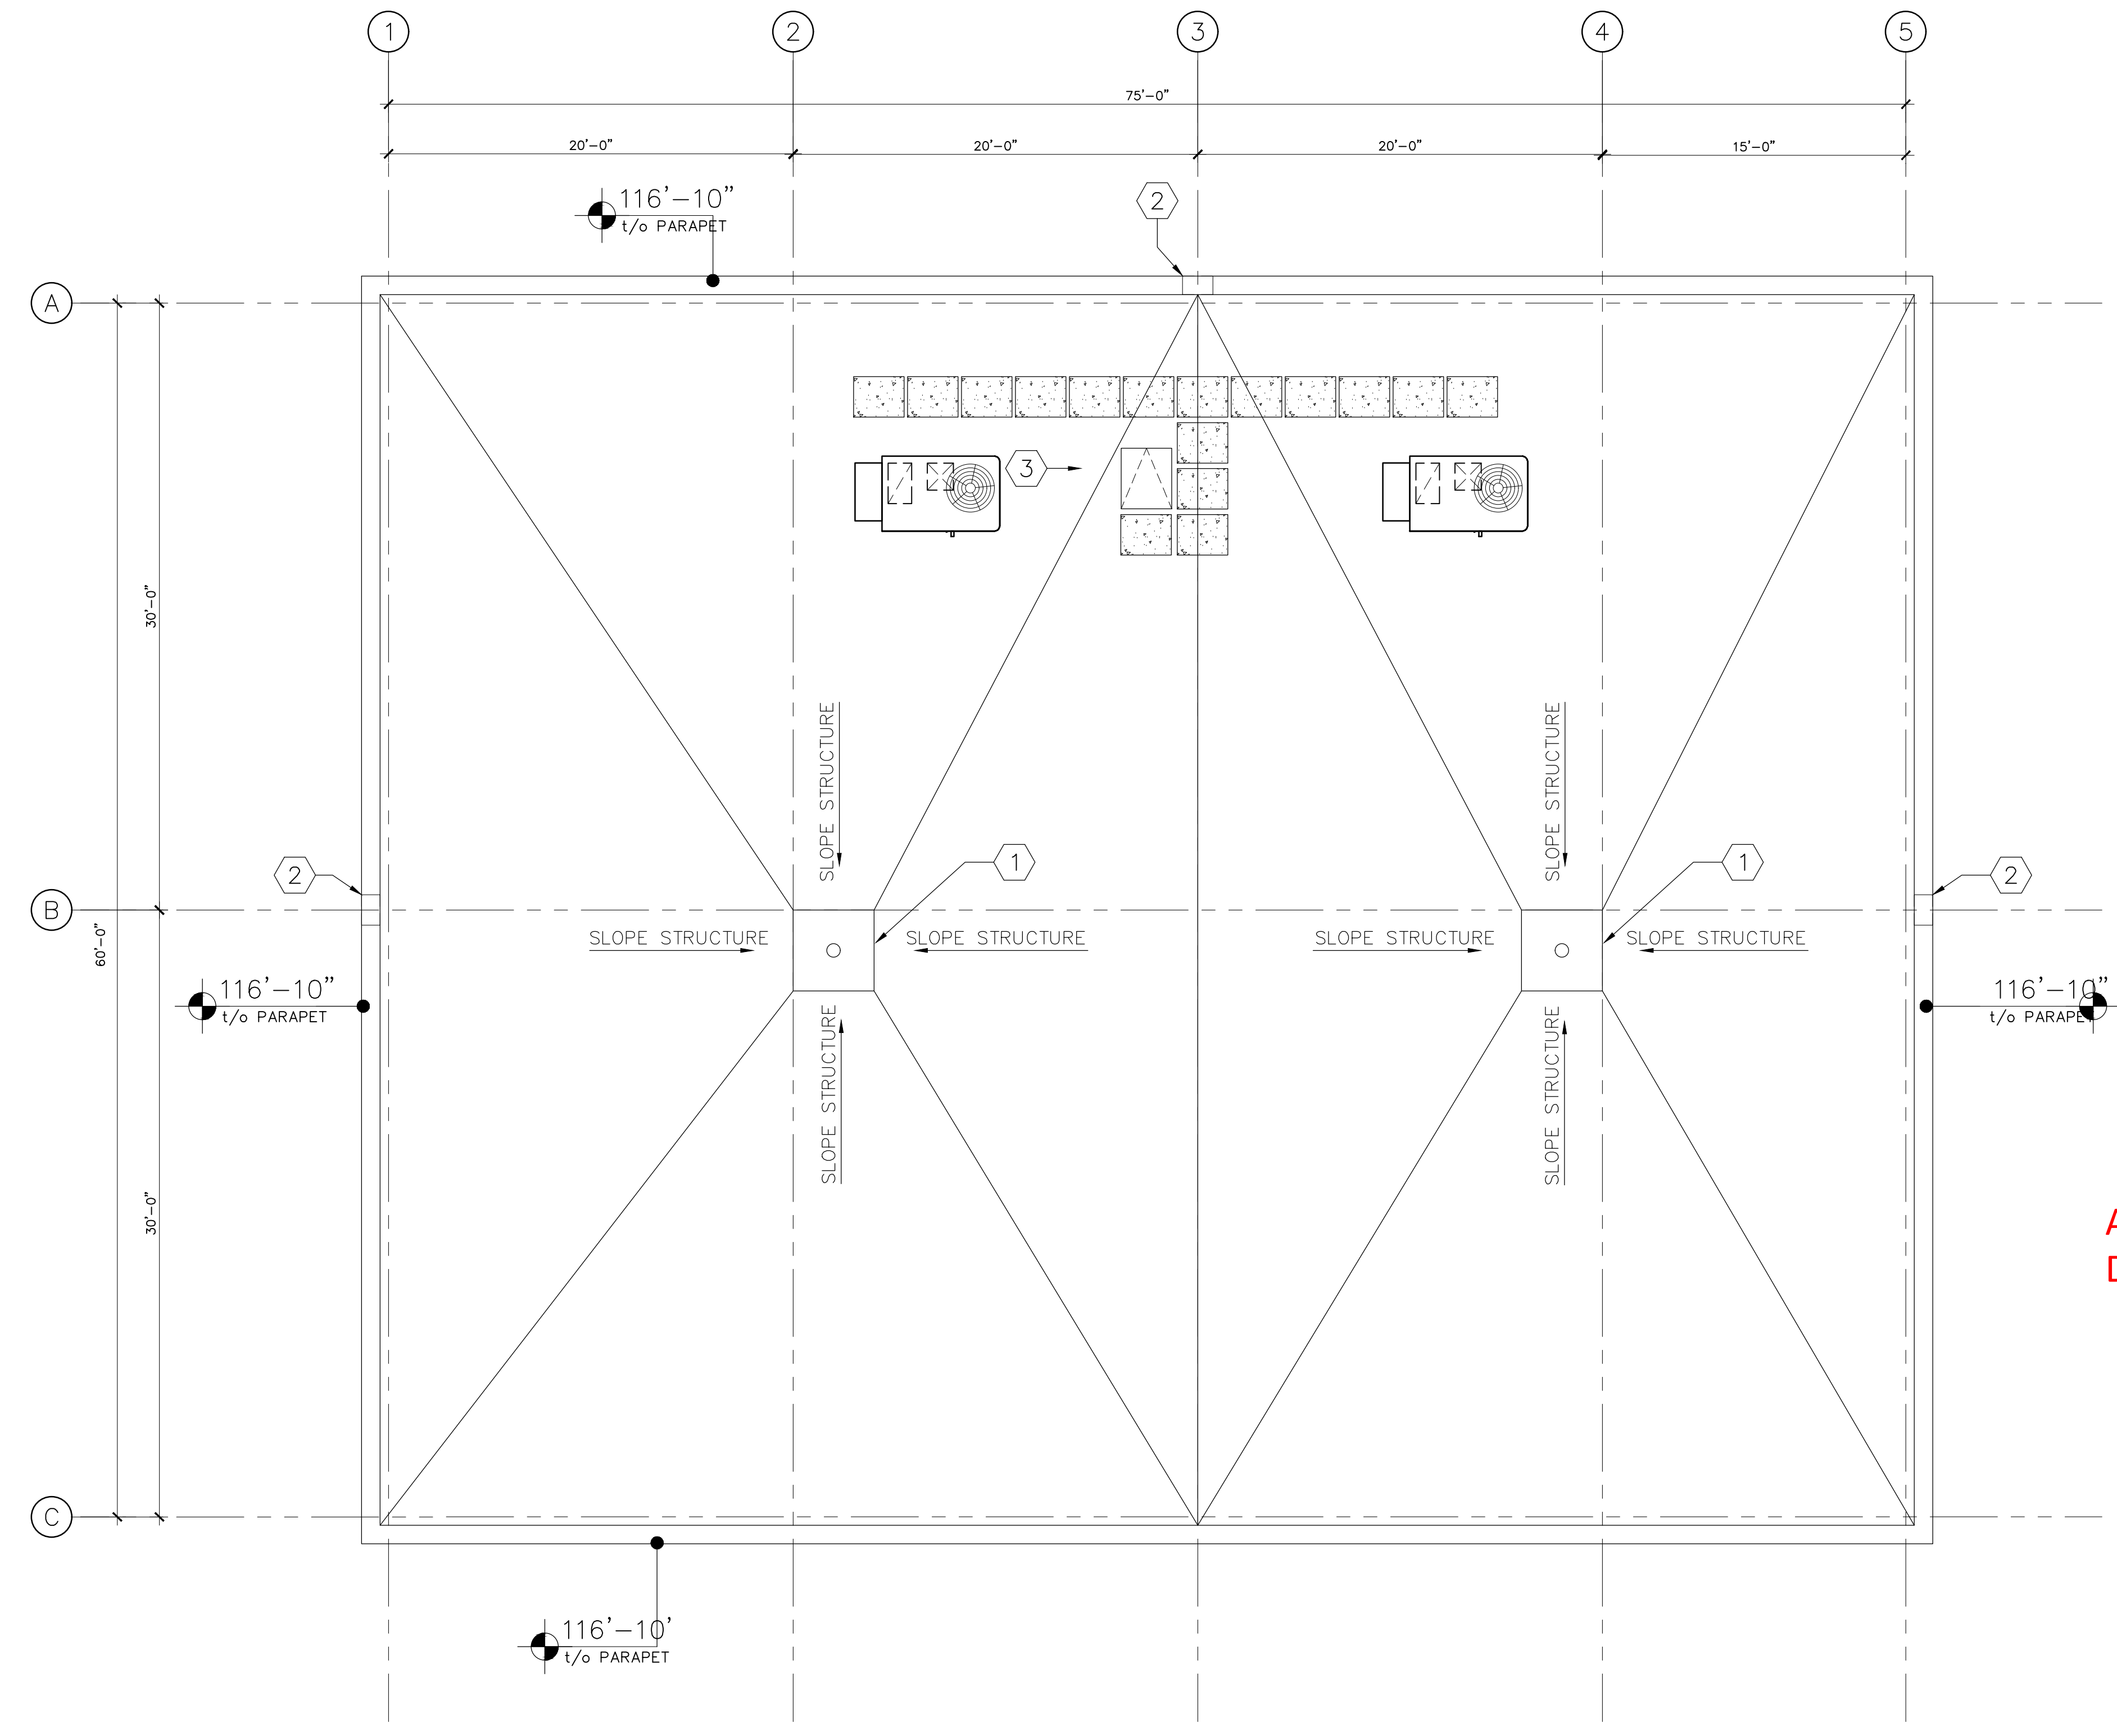 1 2 3 4 5
75'-0"
20'-0" 20'-0" 20'-0" 15'-0"
116'-10"
t/o PARAPET
2
A
3
30'-0"
SLOPE STRUCTURE
SLOPE STRUCTURE
2
1
1
2
B
60'-0"
SLOPE STRUCTURE
SLOPE STRUCTURE
SLOPE STRUCTURE
SLOPE STRUCTURE
116'-10"
t/o PARAPET
116'-10"
t/o PARAPET
SLOPE STRUCTURE
SLOPE STRUCTURE
30'-0"
A
C
116'-10'
t/o PARAPET